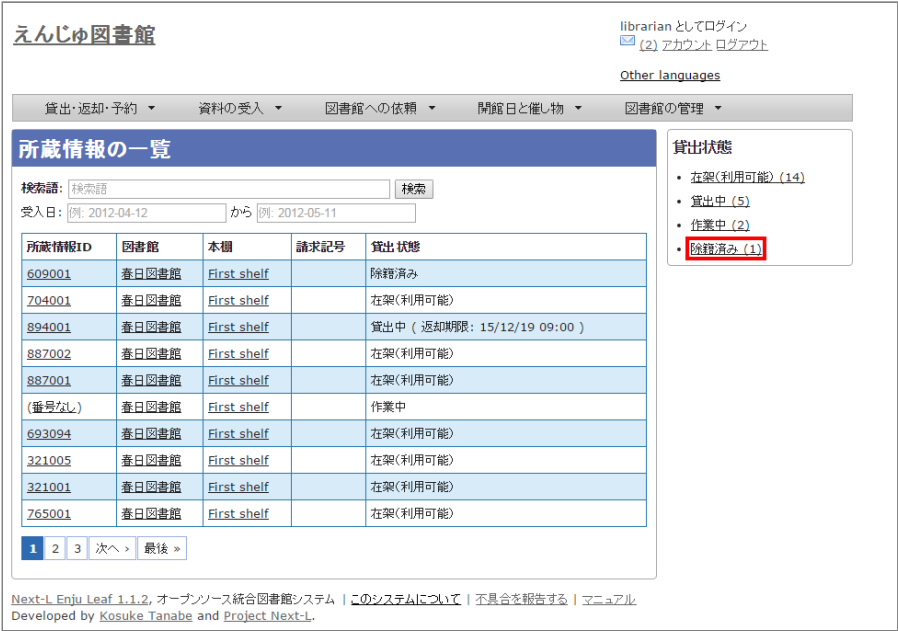 えんじゅ図書館
librarian としてログイン
(2) アカウント ログアウト
Other languages
貸出・返却・予約 ▼ 資料の受入 ▼ 図書館への依頼 ▼ 開館日と催し物 ▼ 図書館の管理 ▼
所蔵情報の一覧
検索語: 検索語 検索
受入日: 例: 2012-04-12 から 例: 2012-05-11
所蔵情報ID 図書館 本棚 請求記号 貸出状態
609001 春日図書館 First shelf 除籍済み
704001 春日図書館 First shelf 在架(利用可能)
894001 春日図書館 First shelf 貸出中 ( 返却期限: 15/12/19 09:00 )
887002 春日図書館 First shelf 在架(利用可能)
887001 春日図書館 First shelf 在架(利用可能)
(番号なし) 春日図書館 First shelf 作業中
693094 春日図書館 First shelf 在架(利用可能)
321005 春日図書館 First shelf 在架(利用可能)
321001 春日図書館 First shelf 在架(利用可能)
765001 春日図書館 First shelf 在架(利用可能)
1 2 3 次へ › 最後 »
貸出状態
• 在架(利用可能) (14)
• 貸出中 (5)
• 作業中 (2)
• 除籍済み (1)
Next-L Enju Leaf 1.1.2, オープンソース統合図書館システム | このシステムについて | 不具合を報告する | マニュアル
Developed by Kosuke Tanabe and Project Next-L.